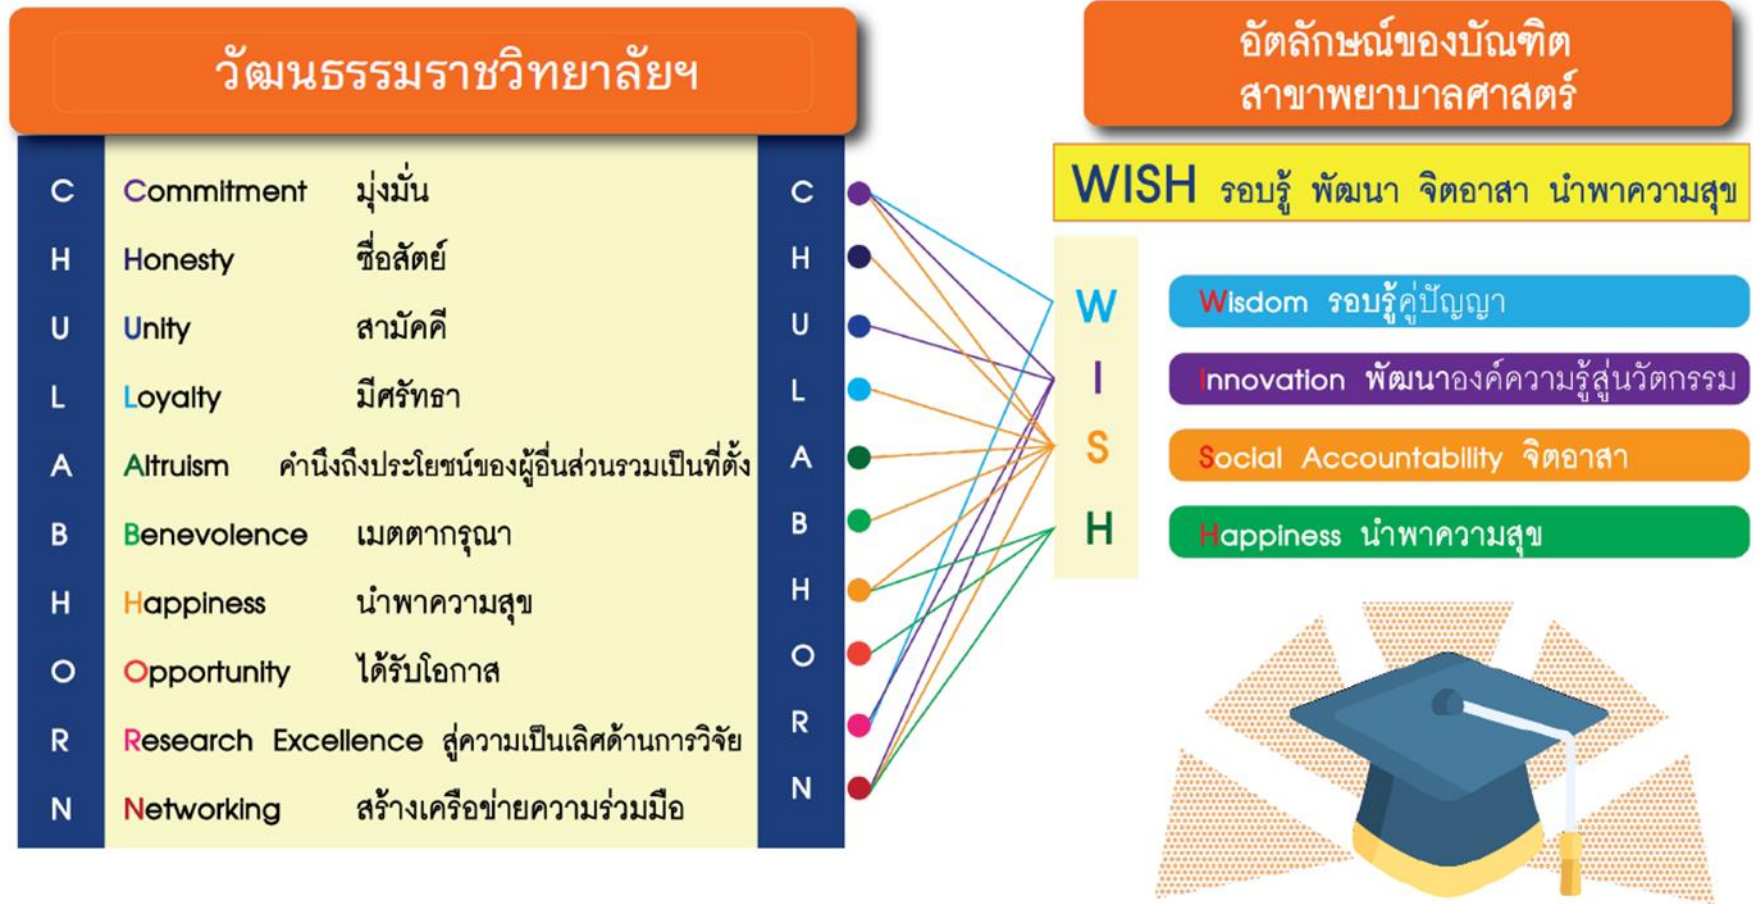 วัฒนธรรมราชวิทยาลัยฯ
C Commitment มุ่งมั่น C
H Honesty ซื่อสัตย์ H
U Unity สามัคคี U
L Loyalty มีศรัทธา L
A Altruism คำนึงถึงประโยชน์ของผู้อื่นส่วนรวมเป็นที่ตั้ง A
B Benevolence เมตตากรุณา B
H Happiness นำพาความสุข H
O Opportunity ได้รับโอกาส O
R Research Excellence สู่ความเป็นเลิศด้านการวิจัย R
N Networking สร้างเครือข่ายความร่วมมือ N
อัตลักษณ์ของบัณฑิต
สาขาพยาบาลศาสตร์
WISH รอบรู้ พัฒนา จิตอาสา นำพาความสุข
W Wisdom รอบรู้คู่ปัญญา
I Innovation พัฒนาองค์ความรู้สู่นวัตกรรม
S Social Accountability จิตอาสา
H Happiness นำพาความสุข